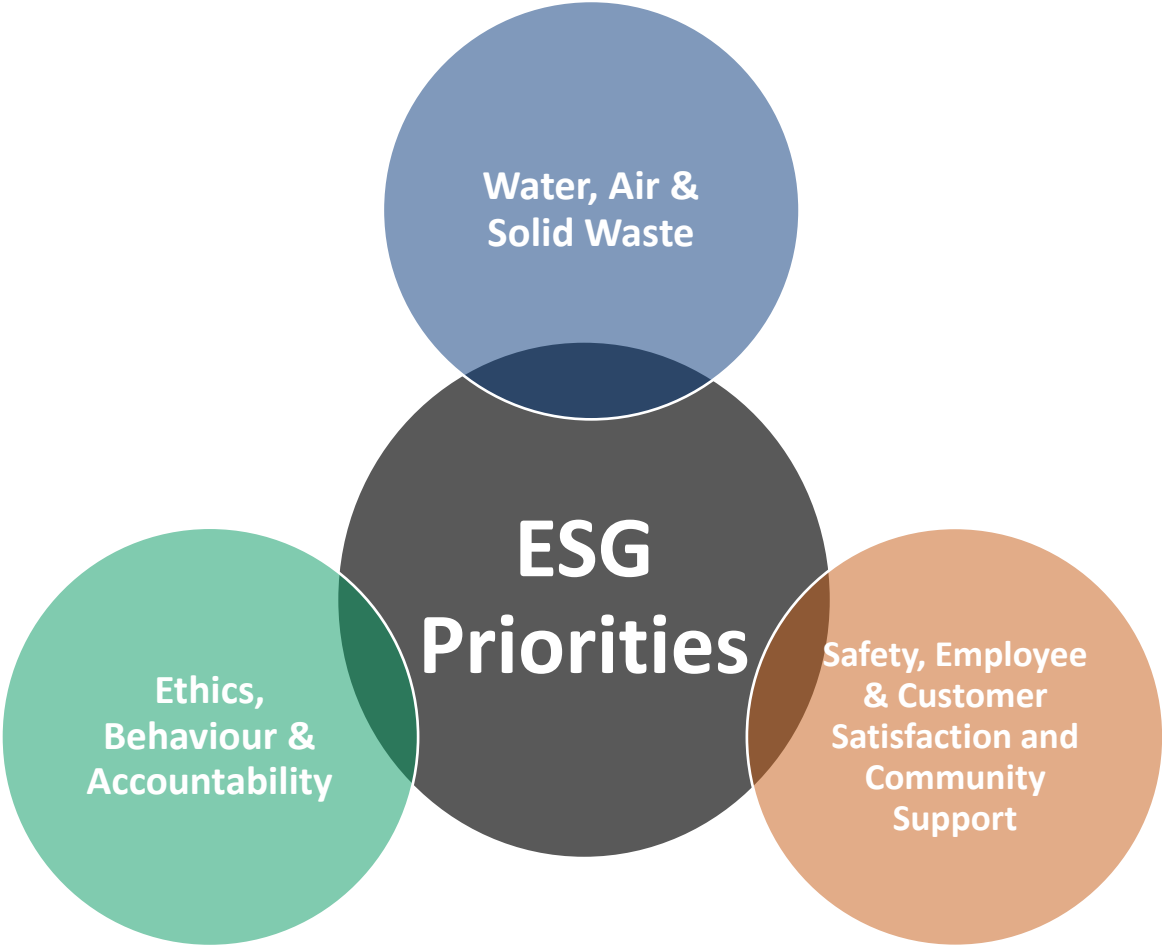 Water, Air &
Solid Waste
ESG
Priorities
Ethics,
Behaviour &
Accountability
Safety, Employee
& Customer
Satisfaction and
Community
Support